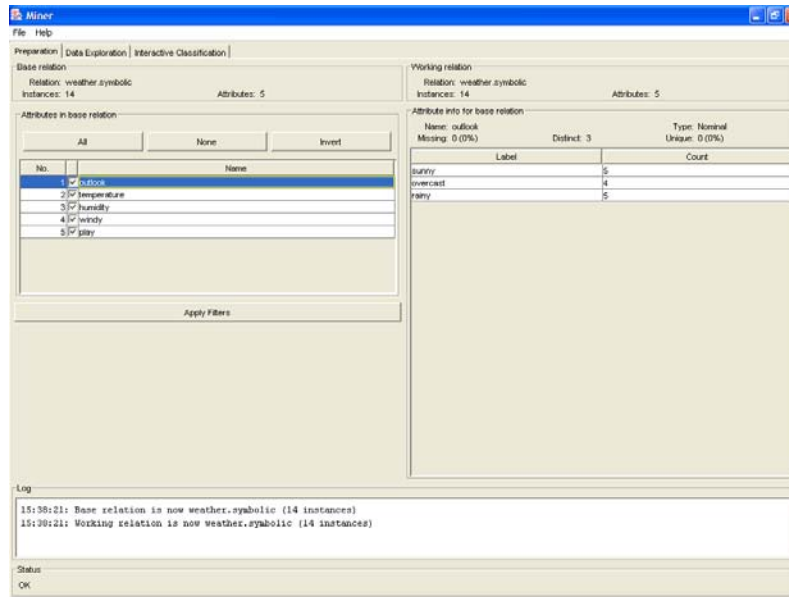 Miner
File Help
Preparation Data Exploration Interactive Classification
Base relation
Relation: weather.symbolic
Instances: 14 Attributes: 5
Attributes in base relation
All None Invert
No. Name
1 outlook
2 temperature
3 humidity
4 windy
5 play
Apply Filters
Working relation
Relation: weather.symbolic
Instances: 14 Attributes: 5
Attribute info for base relation
Name: outlook Type: Nominal
Missing: 0 (0%) Distinct: 3 Unique: 0 (0%)
Label Count
sunny 5
overcast 4
rainy 5
Log
15:38:21: Base relation is now weather.symbolic (14 instances)
15:38:21: Working relation is now weather.symbolic (14 instances)
Status
OK